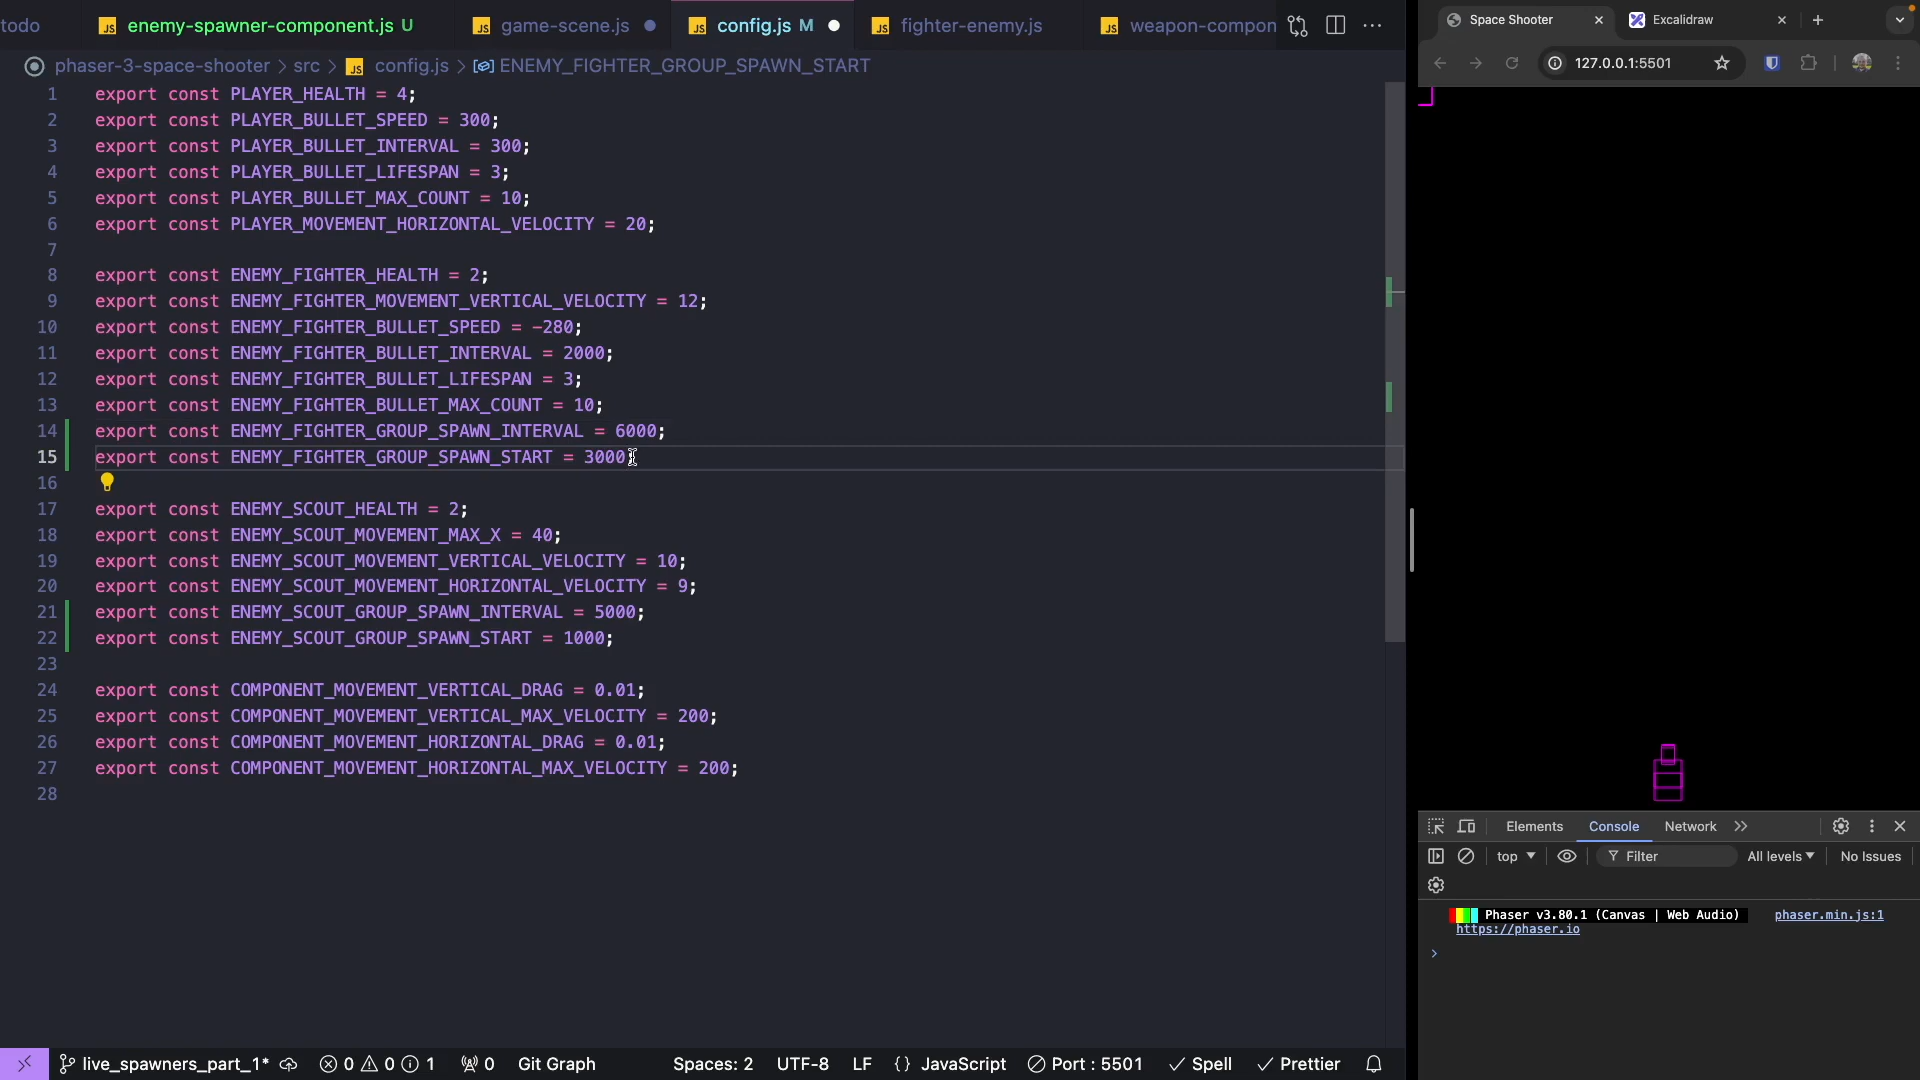 todo
enemy-spawner-component.js U
game-scene.js
config.js M
fighter-enemy.js
weapon-compon
phaser-3-space-shooter > src > JS config.js > ENEMY_FIGHTER_GROUP_SPAWN_START
1 export const PLAYER_HEALTH = 4;
2 export const PLAYER_BULLET_SPEED = 300;
3 export const PLAYER_BULLET_INTERVAL = 300;
4 export const PLAYER_BULLET_LIFESPAN = 3;
5 export const PLAYER_BULLET_MAX_COUNT = 10;
6 export const PLAYER_MOVEMENT_HORIZONTAL_VELOCITY = 20;
7
8 export const ENEMY_FIGHTER_HEALTH = 2;
9 export const ENEMY_FIGHTER_MOVEMENT_VERTICAL_VELOCITY = 12;
10 export const ENEMY_FIGHTER_BULLET_SPEED = -280;
11 export const ENEMY_FIGHTER_BULLET_INTERVAL = 2000;
12 export const ENEMY_FIGHTER_BULLET_LIFESPAN = 3;
13 export const ENEMY_FIGHTER_BULLET_MAX_COUNT = 10;
14 export const ENEMY_FIGHTER_GROUP_SPAWN_INTERVAL = 6000;
15 export const ENEMY_FIGHTER_GROUP_SPAWN_START = 3000;
16
17 export const ENEMY_SCOUT_HEALTH = 2;
18 export const ENEMY_SCOUT_MOVEMENT_MAX_X = 40;
19 export const ENEMY_SCOUT_MOVEMENT_VERTICAL_VELOCITY = 10;
20 export const ENEMY_SCOUT_MOVEMENT_HORIZONTAL_VELOCITY = 9;
21 export const ENEMY_SCOUT_GROUP_SPAWN_INTERVAL = 5000;
22 export const ENEMY_SCOUT_GROUP_SPAWN_START = 1000;
23
24 export const COMPONENT_MOVEMENT_VERTICAL_DRAG = 0.01;
25 export const COMPONENT_MOVEMENT_VERTICAL_MAX_VELOCITY = 200;
26 export const COMPONENT_MOVEMENT_HORIZONTAL_DRAG = 0.01;
27 export const COMPONENT_MOVEMENT_HORIZONTAL_MAX_VELOCITY = 200;
28
live_spawners_part_1* 0 0 1 0 Git Graph Spaces: 2 UTF-8 LF {} JavaScript Port : 5501 Spell Prettier
Space Shooter
Excalidraw
127.0.0.1:5501
Elements Console Network
top Filter All levels No Issues
Phaser v3.80.1 (Canvas | Web Audio) phaser.min.js:1
https://phaser.io